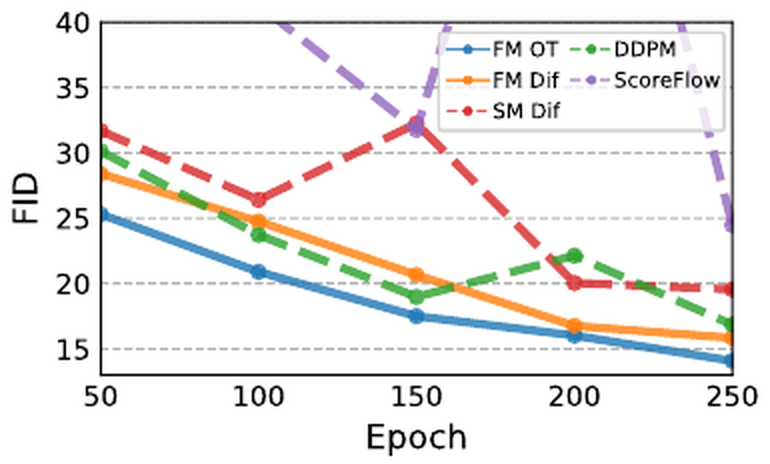 40
35
30
25
20
15
FID
FM OT
FM Dif
SM Dif
DDPM
ScoreFlow
50 100 150 200 250
Epoch